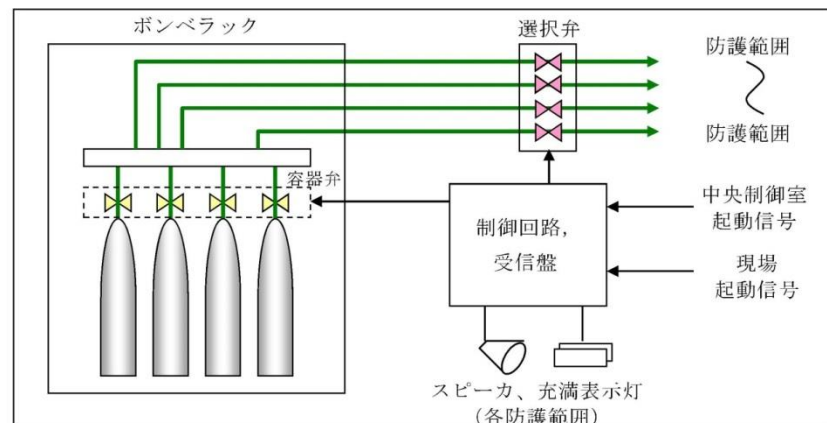 ボンベラック
選択弁
防護範囲
防護範囲
容器弁
制御回路,
受信盤
中央制御室
起動信号
現場
起動信号
スピーカ、充満表示灯
(各防護範囲)